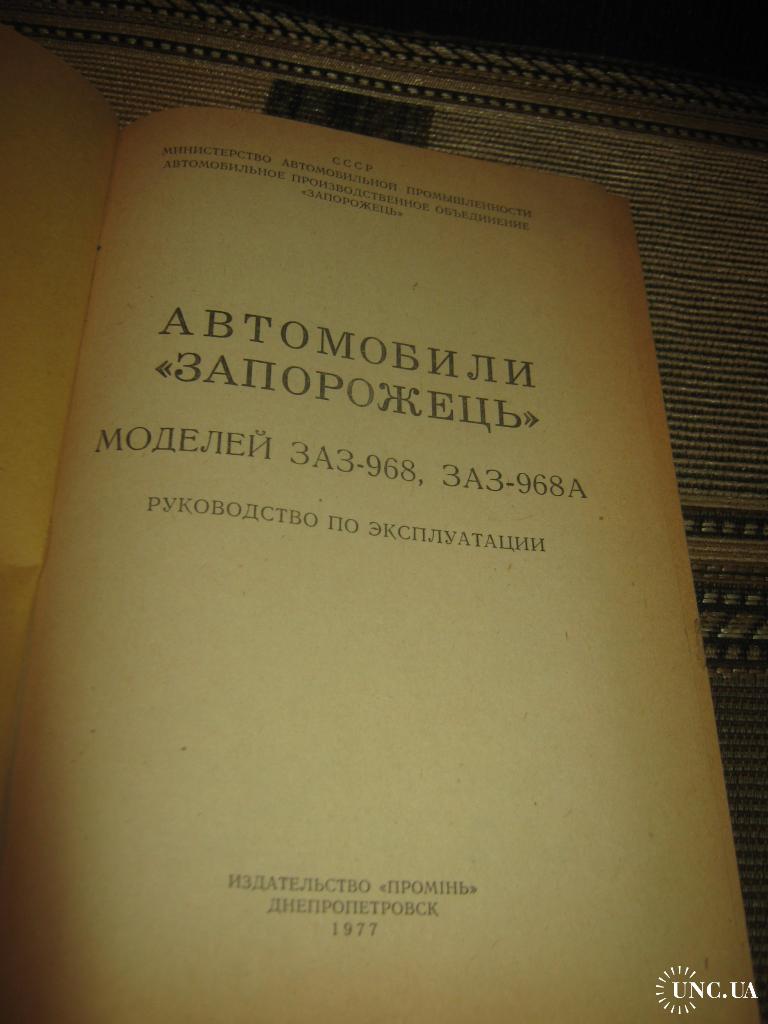 СССР
МИНИСТЕРСТВО АВТОМОБИЛЬНОЙ ПРОМЫШЛЕННОСТИ
АВТОМОБИЛЬНОЕ ПРОИЗВОДСТВЕННОЕ ОБЪЕДИНЕНИЕ
«ЗАПОРОЖЕЦЬ»
АВТОМОБИЛИ
«ЗАПОРОЖЕЦЬ»
МОДЕЛЕЙ ЗАЗ-968, ЗАЗ-968А
РУКОВОДСТВО ПО ЭКСПЛУАТАЦИИ
ИЗДАТЕЛЬСТВО «ПРОМІНЬ»
ДНЕПРОПЕТРОВСК
1977
UNC.UA